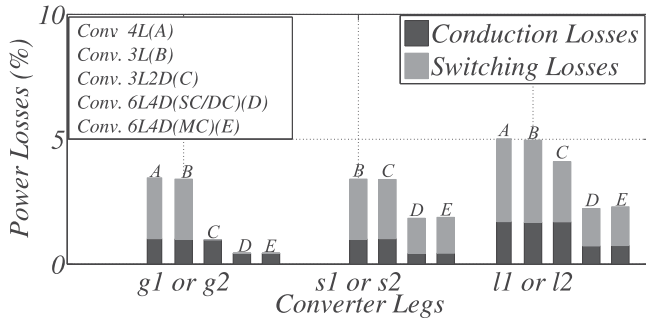 10
Conv 4L(A)
Conv. 3L(B)
Conv. 3L2D(C)
Conv. 6L4D(SC/DC)(D)
Conv. 6L4D(MC)(E)
Conduction Losses
Switching Losses
Power Losses (%)
5
0
A B C D E
B C D E
A B C D E
g1 or g2
s1 or s2
l1 or l2
Converter Legs